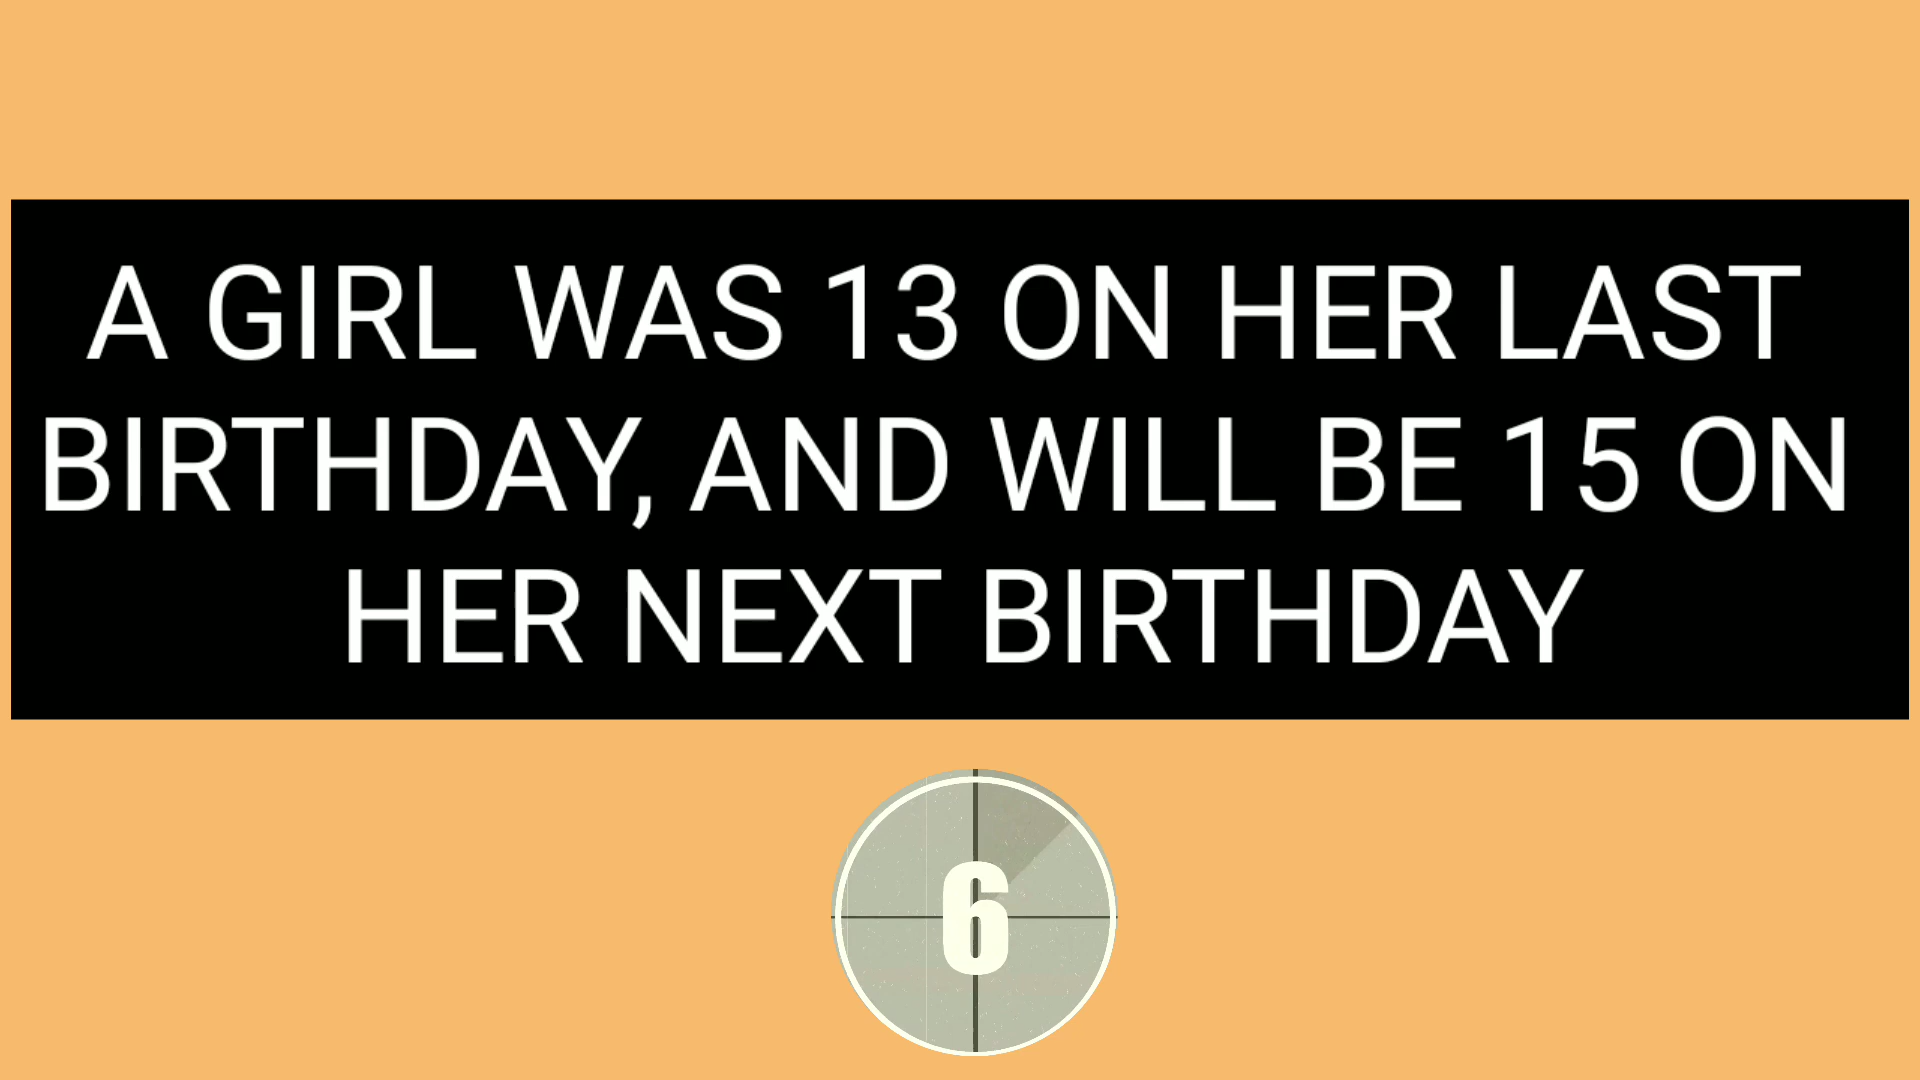 A GIRL WAS 13 ON HER LAST
BIRTHDAY, AND WILL BE 15 ON
HER NEXT BIRTHDAY
6